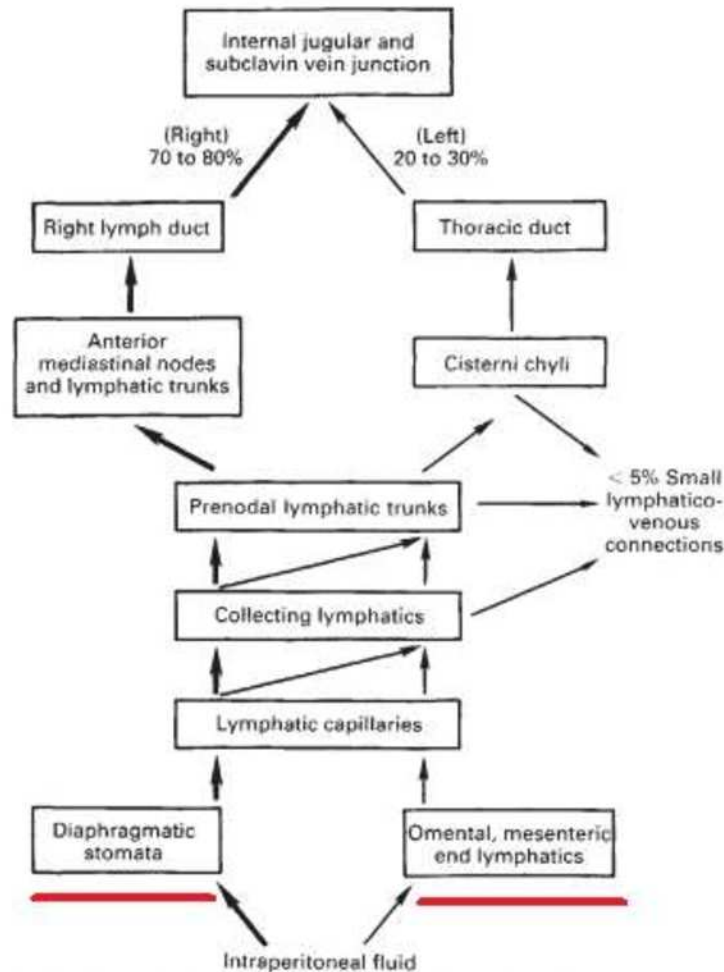 Internal jugular and
subclavin vein junction
(Right)
70 to 80%
(Left)
20 to 30%
Right lymph duct
Thoracic duct
Anterior
mediastinal nodes
and lymphatic trunks
Cisterni chyli
Prenodal lymphatic trunks
< 5% Small
lymphatico-
venous
connections
Collecting lymphatics
Lymphatic capillaries
Diaphragmatic
stomata
Omental, mesenteric
end lymphatics
Intraperitoneal fluid